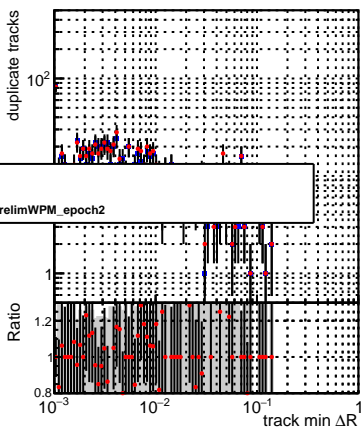 duplicate tracks
10²
relimWPM_epoch2
1
Ratio
1.2
1
0.8
10⁻³ 10⁻² 10⁻¹ 1
track min ΔR